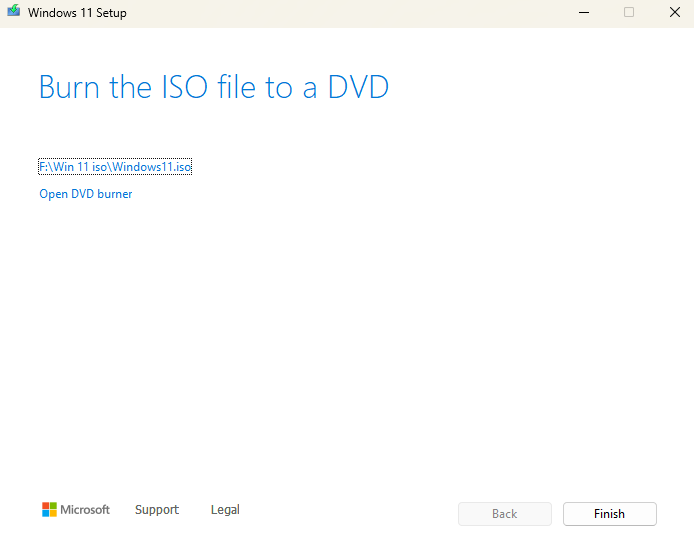 Windows 11 Setup
Burn the ISO file to a DVD
F:\Win 11 iso\Windows11.iso
Open DVD burner
Microsoft Support Legal Back Finish